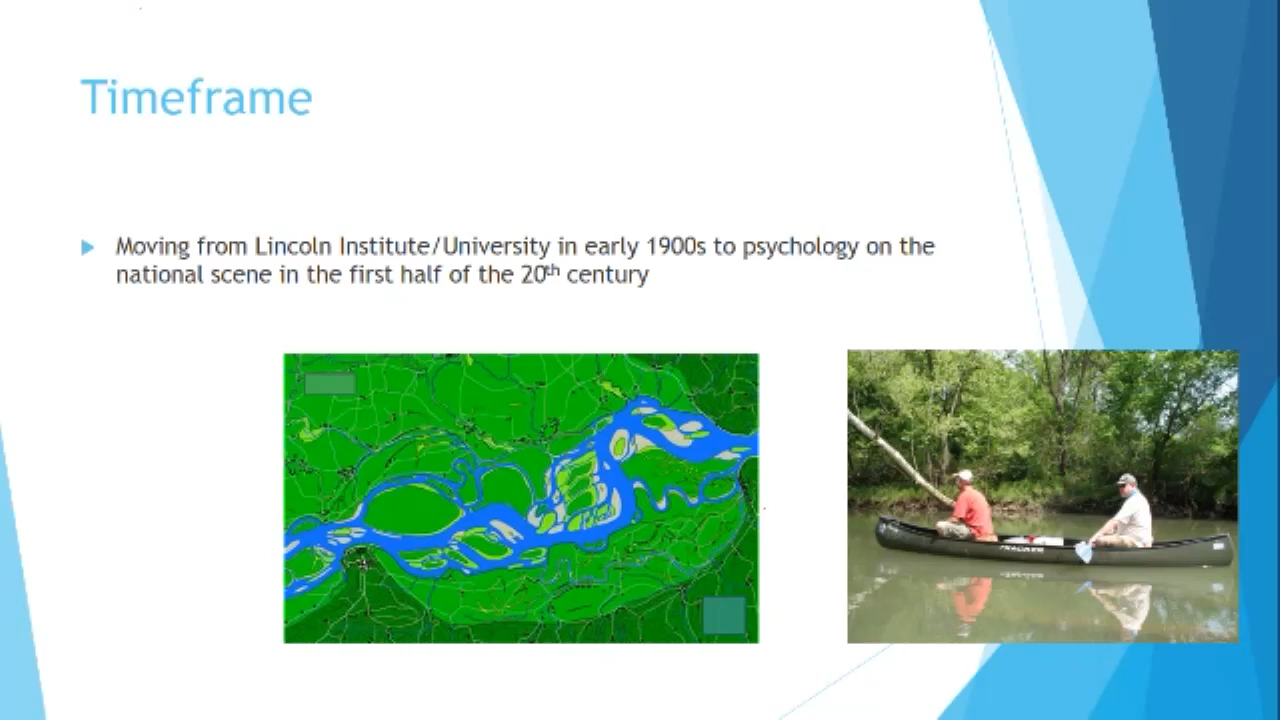 Timeframe
Moving from Lincoln Institute/University in early 1900s to psychology on the
national scene in the first half of the 20th century
TRACKER